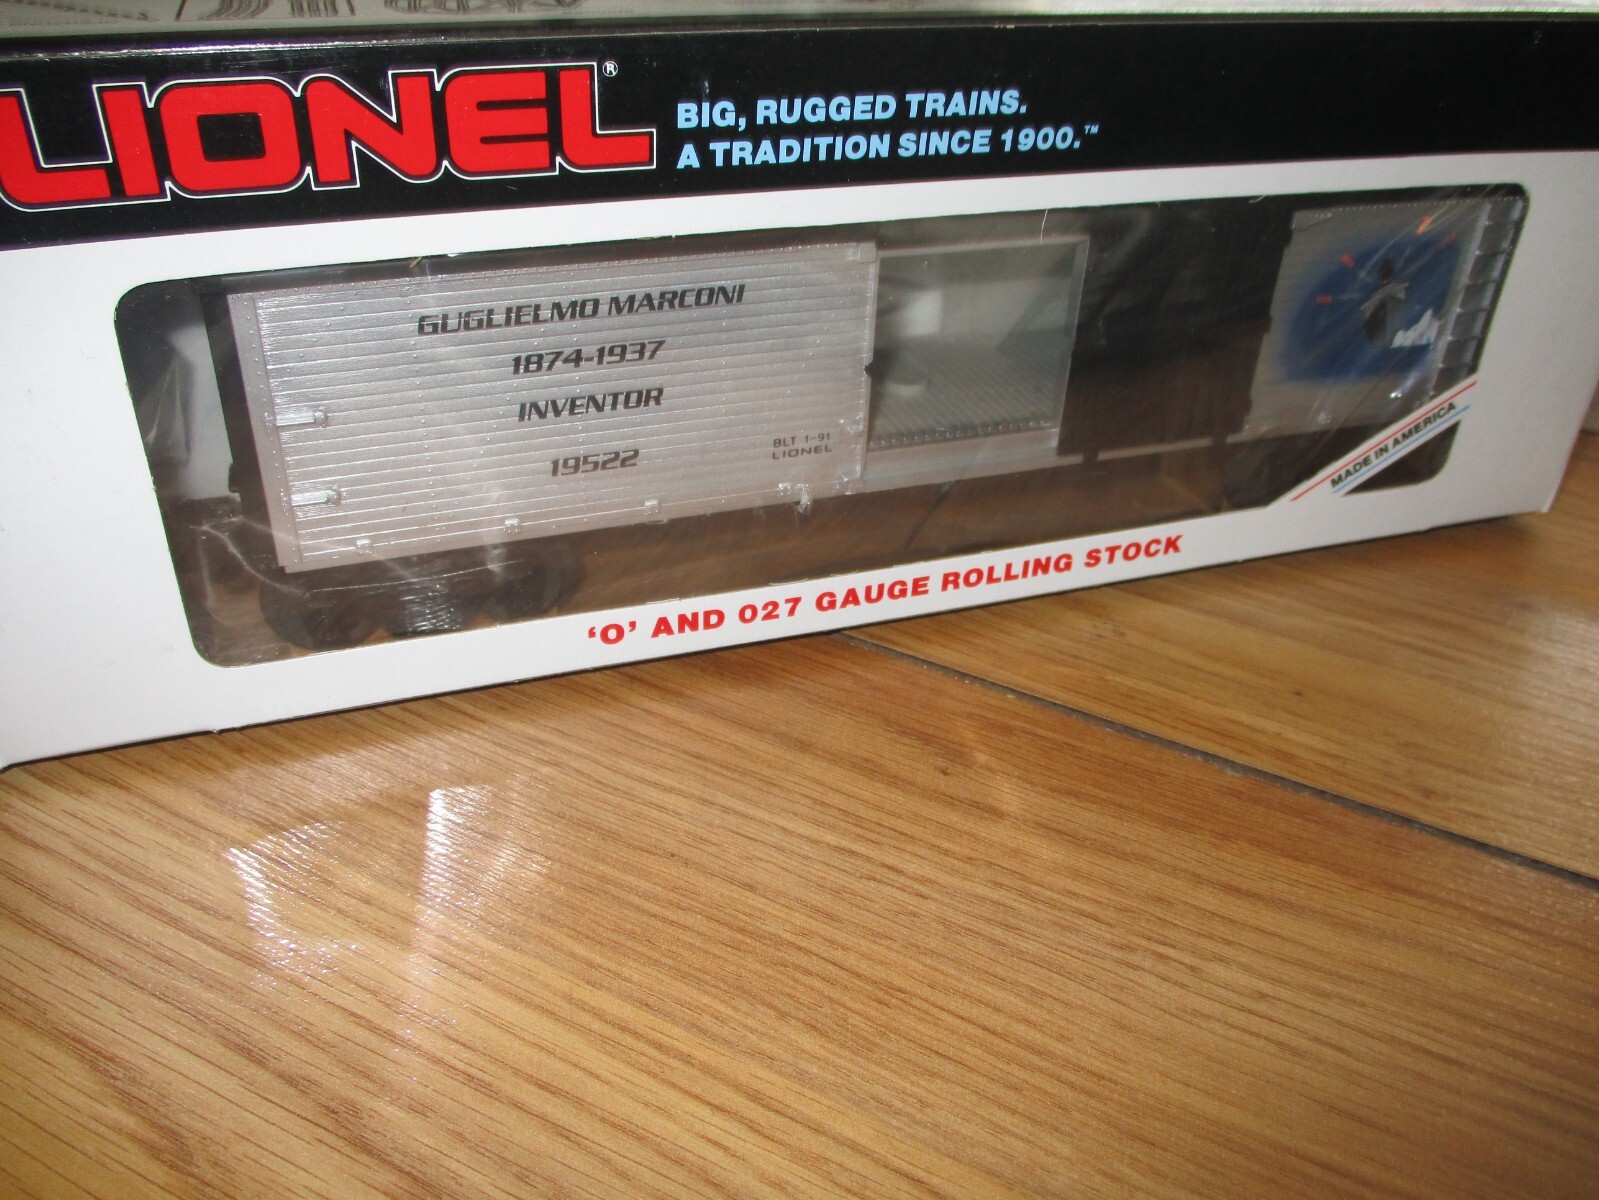 LIONEL®
BIG, RUGGED TRAINS.
A TRADITION SINCE 1900.™
GUGLIELMO MARCONI
1874-1937
INVENTOR
19522
BLT 1-91
LIONEL
MADE IN AMERICA
'O' AND 027 GAUGE ROLLING STOCK